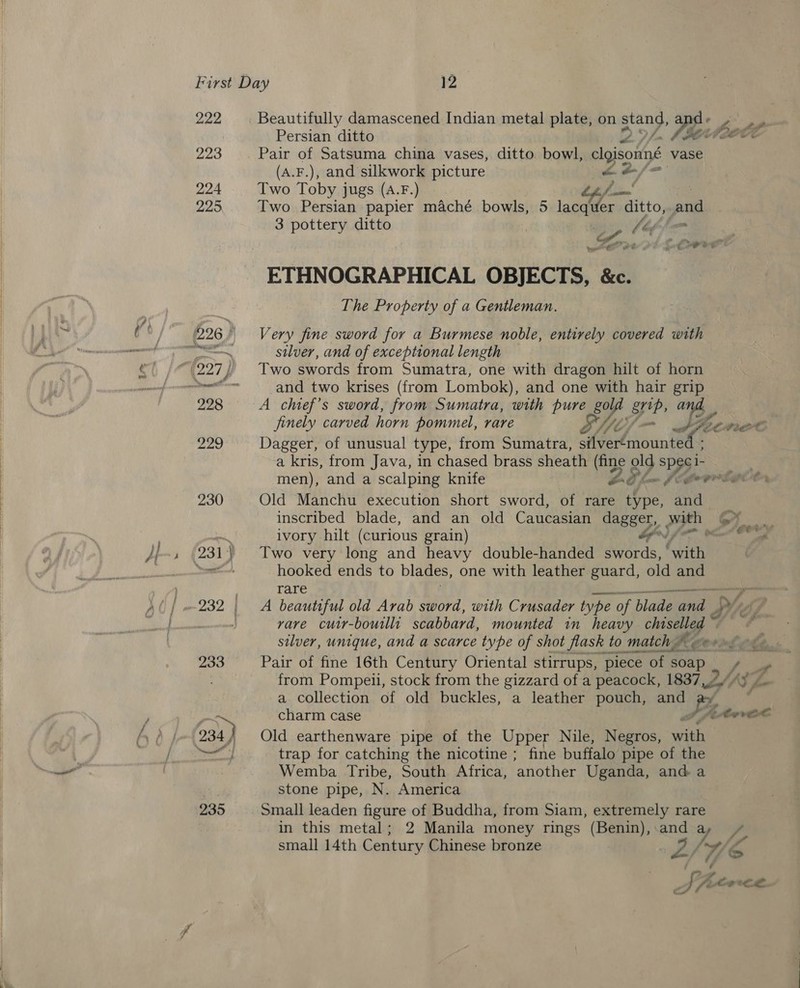 First Day 12
222 Beautifully damascened Indian metal plate, on stand, and
Persian ditto
223 Pair of Satsuma china vases, ditto bowl, cloisonné vase
(A.F.), and silkwork picture
224 Two Toby jugs (A.F.)
225 Two Persian papier maché bowls, 5 lacquer ditto, and
3 pottery ditto
ETHNOGRAPHICAL OBJECTS, &c.
The Property of a Gentleman.
226 Very fine sword for a Burmese noble, entirely covered with
silver, and of exceptional length
227 Two swords from Sumatra, one with dragon hilt of horn
and two krises (from Lombok), and one with hair grip
228 A chief's sword, from Sumatra, with pure gold grip, and
finely carved horn pommel, rare
229 Dagger, of unusual type, from Sumatra, silver-mounted ;
a kris, from Java, in chased brass sheath (fine old speci-
men), and a scalping knife
230 Old Manchu execution short sword, of rare type, and
inscribed blade, and an old Caucasian dagger, with
ivory hilt (curious grain)
231 Two very long and heavy double-handed swords, with
hooked ends to blades, one with leather guard, old and
rare
232 A beautiful old Arab sword, with Crusader type of blade and
rare cuir-bouilli scabbard, mounted in heavy chiselled
silver, unique, and a scarce type of shot flask to match
233 Pair of fine 16th Century Oriental stirrups, piece of soap
from Pompeii, stock from the gizzard of a peacock, 1837,
a collection of old buckles, a leather pouch, and a
charm case
234 Old earthenware pipe of the Upper Nile, Negros, with
trap for catching the nicotine ; fine buffalo pipe of the
Wemba Tribe, South Africa, another Uganda, and a
stone pipe, N. America
235 Small leaden figure of Buddha, from Siam, extremely rare
in this metal; 2 Manila money rings (Benin), and a
small 14th Century Chinese bronze